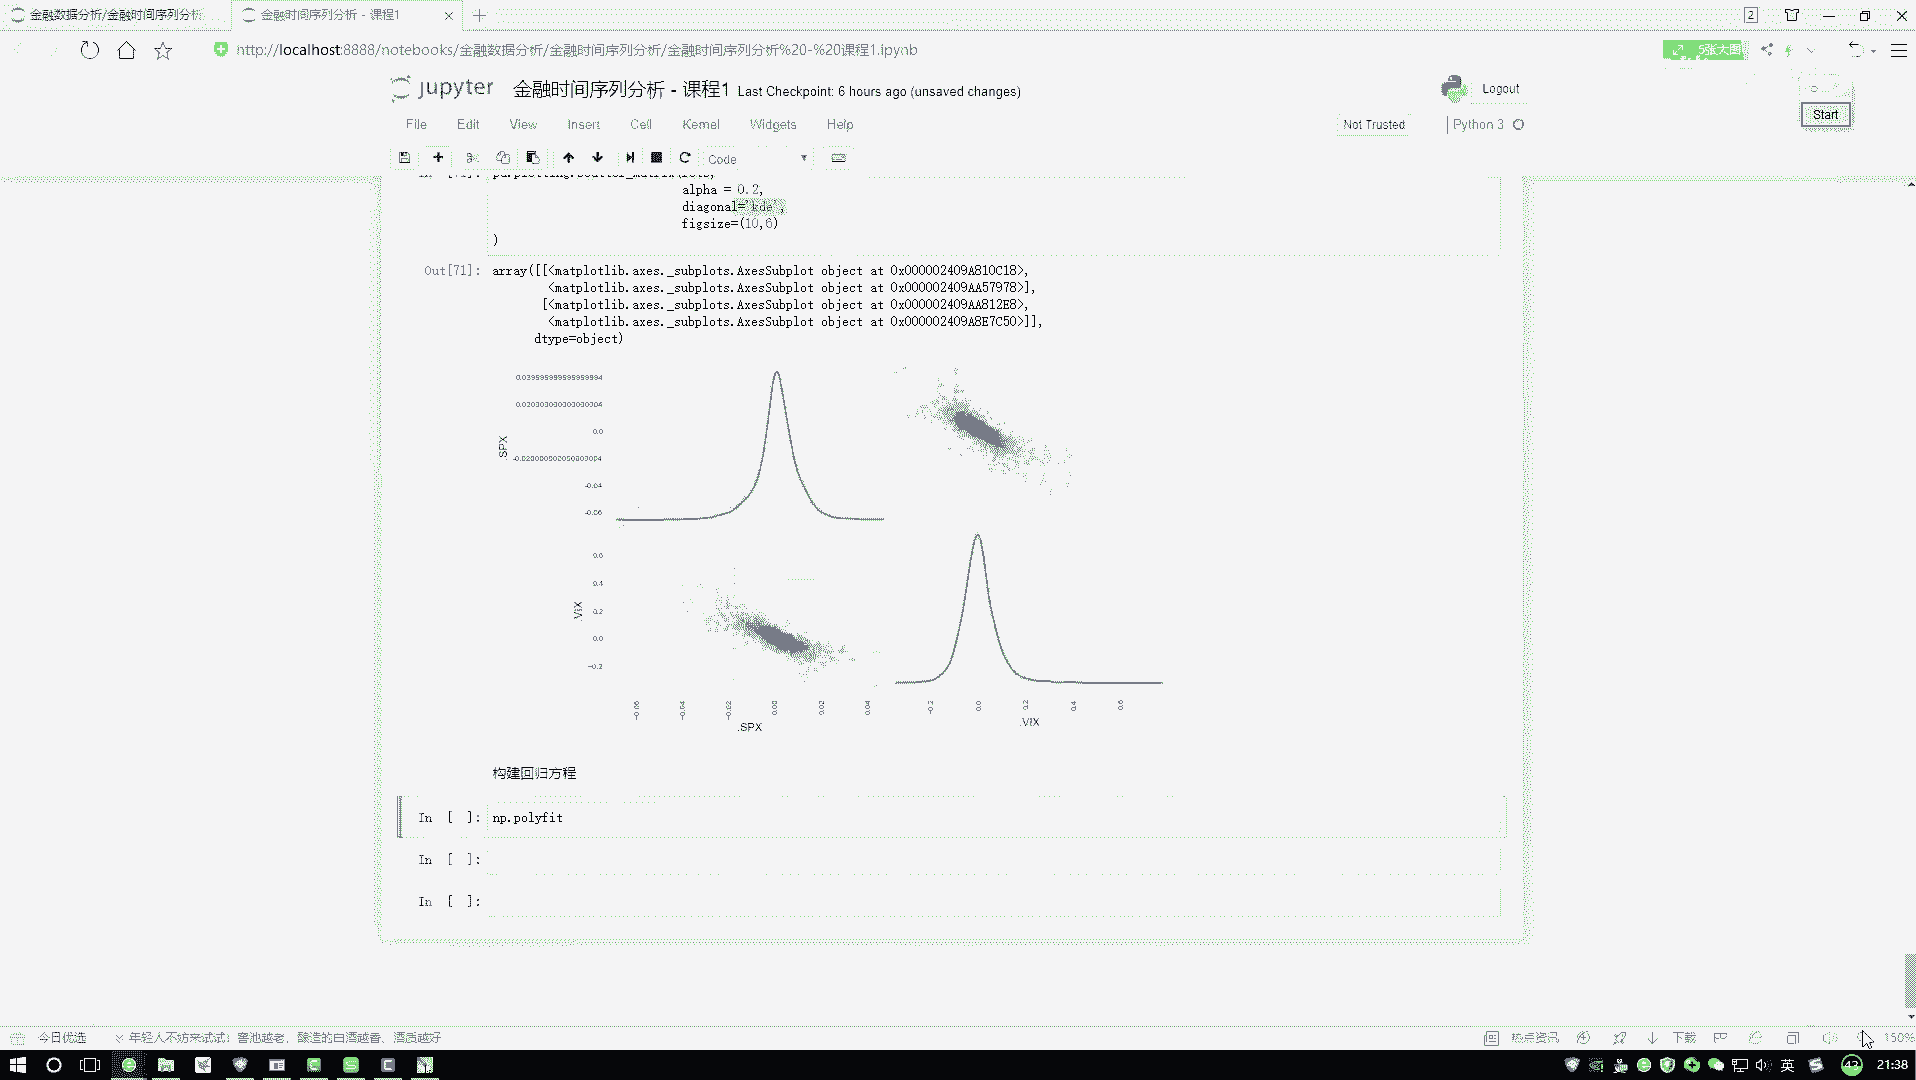 金融数据分析/金融时间序列分析
金融时间序列分析 - 课程1
2
http://localhost:8888/notebooks/金融数据分析/金融时间序列分析/金融时间序列分析%20-%20课程1.ipynb
5张大图
jupyter 金融时间序列分析 - 课程1 Last Checkpoint: 6 hours ago (unsaved changes)
Logout
Start
File Edit View Insert Cell Kernel Widgets Help
Not Trusted
Python 3
Code
alpha = 0.2,
diagonal='kde',
figsize=(10,6)
)
Out[71]: array([[<matplotlib.axes._subplots.AxesSubplot object at 0x000002409A810C18>,
<matplotlib.axes._subplots.AxesSubplot object at 0x000002409AA57978>],
[<matplotlib.axes._subplots.AxesSubplot object at 0x000002409AA812E8>,
<matplotlib.axes._subplots.AxesSubplot object at 0x000002409A8E7C50>]],
dtype=object)
0.0
-0.04
-0.06
.SPX
0.6
0.4
0.2
0.0
-0.2
.VIX
-0.06 -0.04 -0.02 0.00 0.02 0.04
.SPX
-0.2 0.0 0.2 0.4 0.6
.VIX
构建回归方程
In [ ]: np.polyfit
In [ ]:
In [ ]:
今日优选
年轻人不妨来试试! 窖池越老、酿造的白酒越香、酒质越好
热点资讯
下载
150%
英
43
21:38